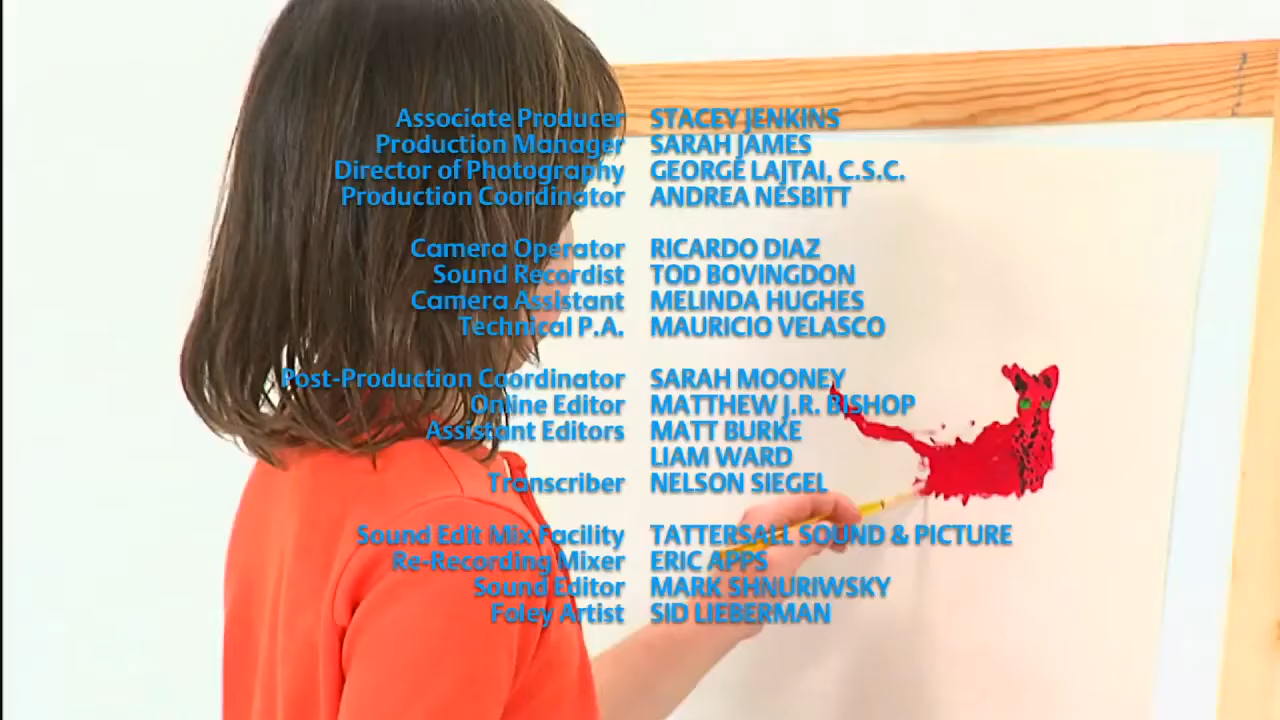 Associate Producer STACEY JENKINS
Production Manager SARAH JAMES
Director of Photography GEORGE LAJTAI, C.S.C.
Production Coordinator ANDREA NESBITT
Camera Operator RICARDO DIAZ
Sound Recordist TOD BOVINGDON
Camera Assistant MELINDA HUGHES
Technical P.A. MAURICIO VELASCO
Post-Production Coordinator SARAH MOONEY
Online Editor MATTHEW J.R. BISHOP
Assistant Editors MATT BURKE
LIAM WARD
Transcriber NELSON SIEGEL
Sound Edit Mix Facility TATTERSALL SOUND & PICTURE
Re-Recording Mixer ERIC APPS
Sound Editor MARK SHNURIWSKY
Foley Artist SID LIEBERMAN